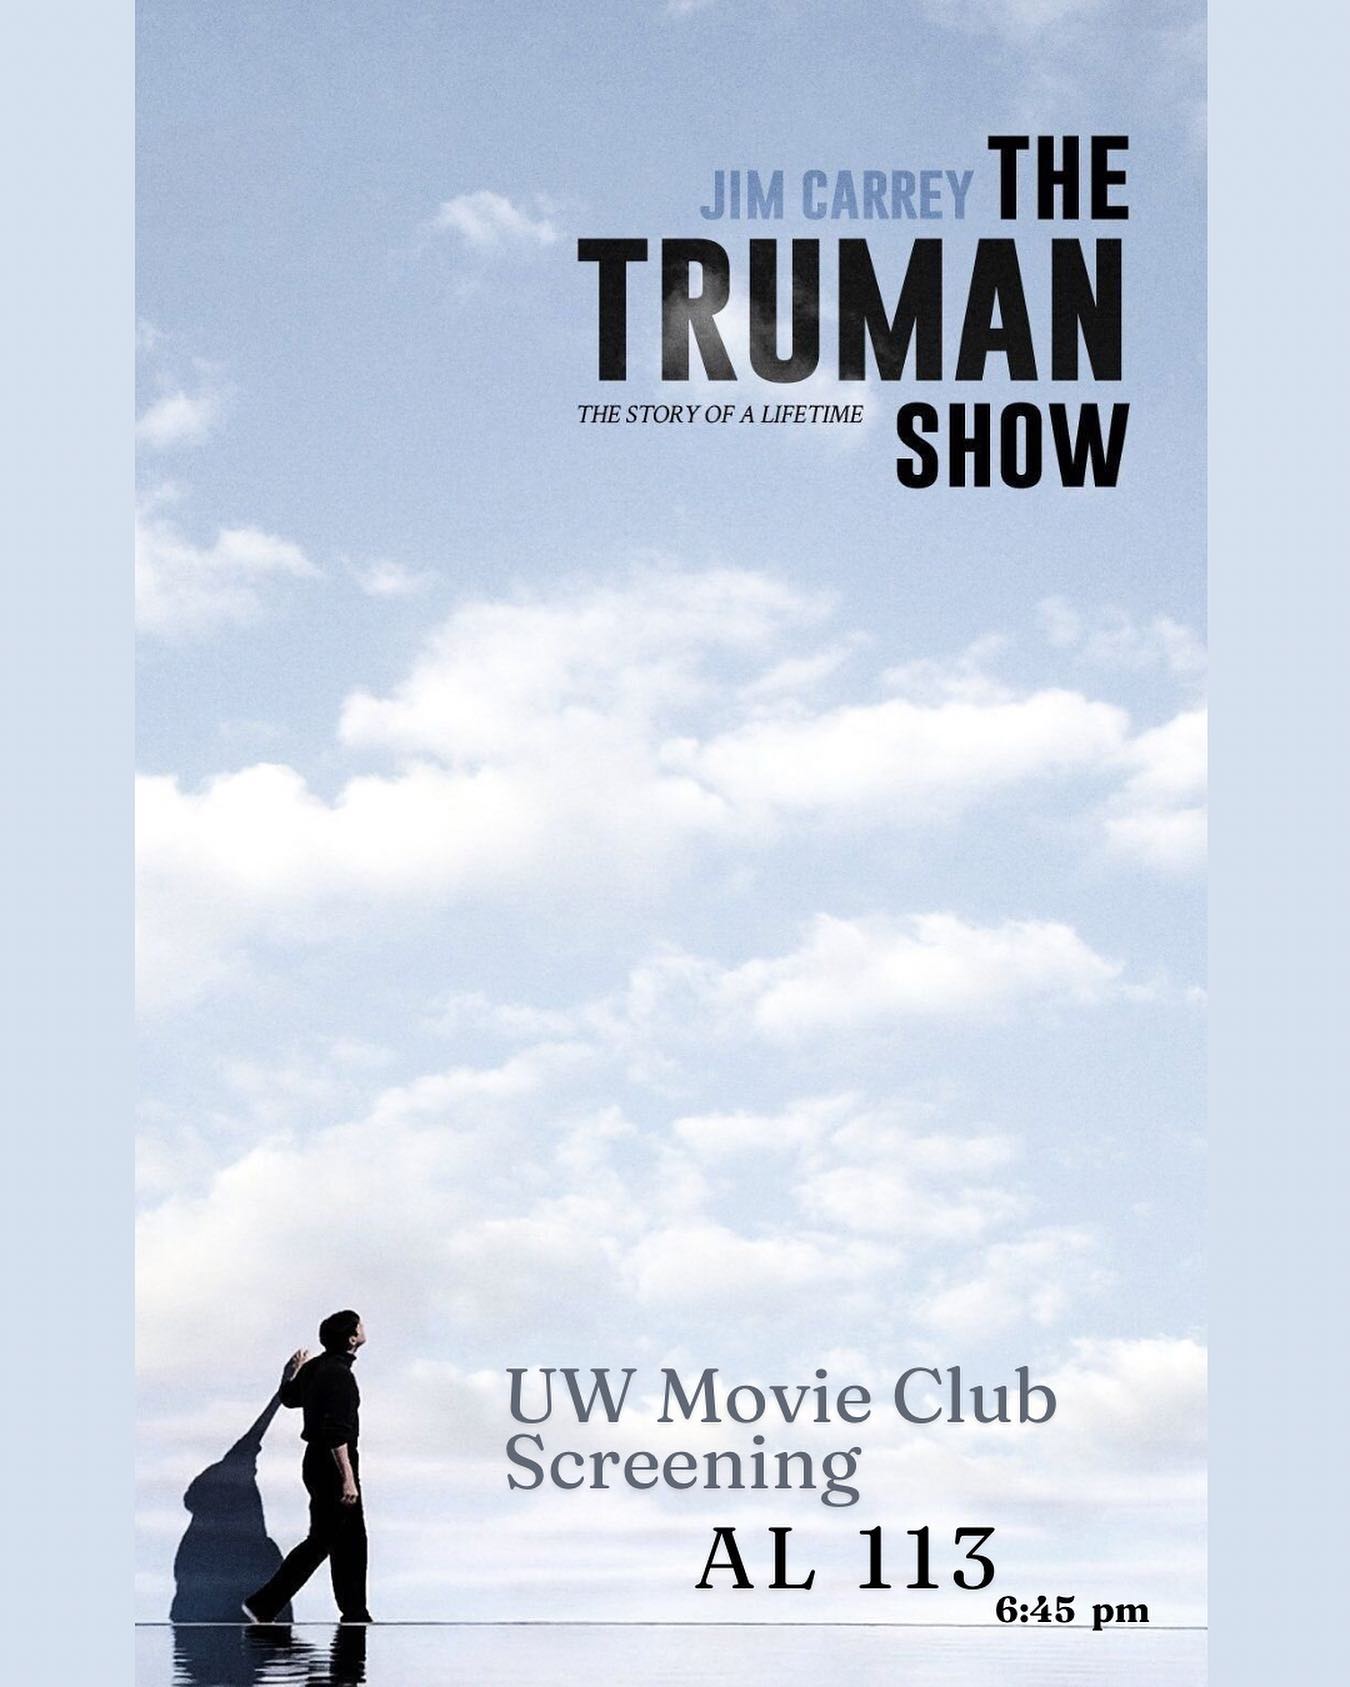 JIM CARREY THE
TRUMAN
THE STORY OF A LIFETIME SHOW
UW Movie Club
Screening
AL 113
6:45 pm